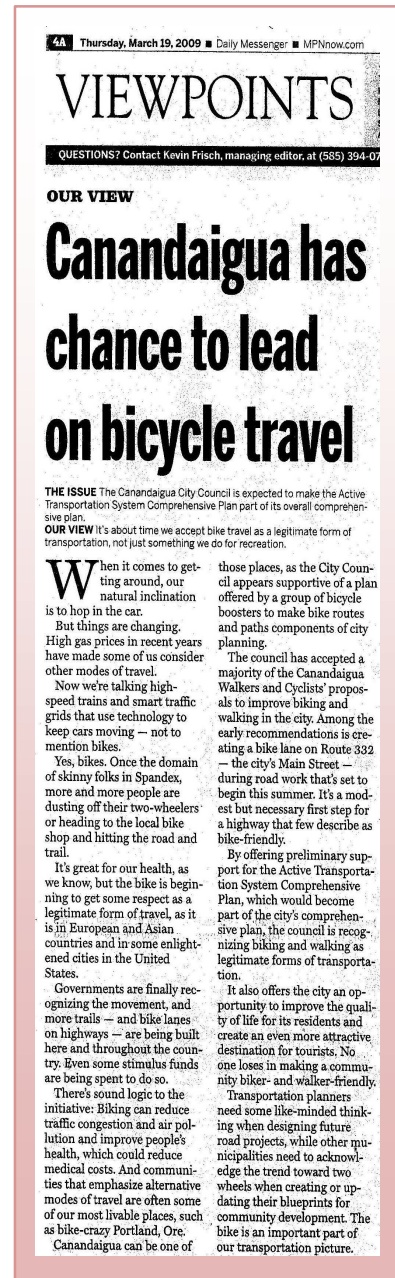 4A Thursday, March 19, 2009 ■ Daily Messenger ■ MPNnow.com
VIEWPOINTS
QUESTIONS? Contact Kevin Frisch, managing editor, at (585) 394-07
OUR VIEW
Canandaigua has
chance to lead
on bicycle travel
THE ISSUE The Canandaigua City Council is expected to make the Active
Transportation System Comprehensive Plan part of its overall comprehen-
sive plan.
OUR VIEW It's about time we accept bike travel as a legitimate form of
transportation, not just something we do for recreation.
When it comes to get-
ting around, our
natural inclination
is to hop in the car.
But things are changing.
High gas prices in recent years
have made some of us consider
other modes of travel.
Now we're talking high-
speed trains and smart traffic
grids that use technology to
keep cars moving — not to
mention bikes.
Yes, bikes. Once the domain
of skinny folks in Spandex,
more and more people are
dusting off their two-wheelers
or heading to the local bike
shop and hitting the road and
trail.
It's great for our health, as
we know, but the bike is begin-
ning to get some respect as a
legitimate form of travel, as it
is in European and Asian
countries and in some enlight-
ened cities in the United
States.
Governments are finally rec-
ognizing the movement, and
more trails — and bike lanes
on highways — are being built
here and throughout the coun-
try. Even some stimulus funds
are being spent to do so.
There's sound logic to the
initiative: Biking can reduce
traffic congestion and air pol-
lution and improve people's
health, which could reduce
medical costs. And communi-
ties that emphasize alternative
modes of travel are often some
of our most livable places, such
as bike-crazy Portland, Ore.
Canandaigua can be one of
those places, as the City Coun-
cil appears supportive of a plan
offered by a group of bicycle
boosters to make bike routes
and paths components of city
planning.
The council has accepted a
majority of the Canandaigua
Walkers and Cyclists' propos-
als to improve biking and
walking in the city. Among the
early recommendations is cre-
ating a bike lane on Route 332
— the city's Main Street —
during road work that's set to
begin this summer. It's a mod-
est but necessary first step for
a highway that few describe as
bike-friendly.
By offering preliminary sup-
port for the Active Transporta-
tion System Comprehensive
Plan, which would become
part of the city's comprehen-
sive plan, the council is recog-
nizing biking and walking as
legitimate forms of transporta-
tion.
It also offers the city an op-
portunity to improve the quali-
ty of life for its residents and
create an even more attractive
destination for tourists. No
one loses in making a commu-
nity biker- and walker-friendly.
Transportation planners
need some like-minded think-
ing when designing future
road projects, while other mu-
nicipalities need to acknowl-
edge the trend toward two
wheels when creating or up-
dating their blueprints for
community development. The
bike is an important part of
our transportation picture.